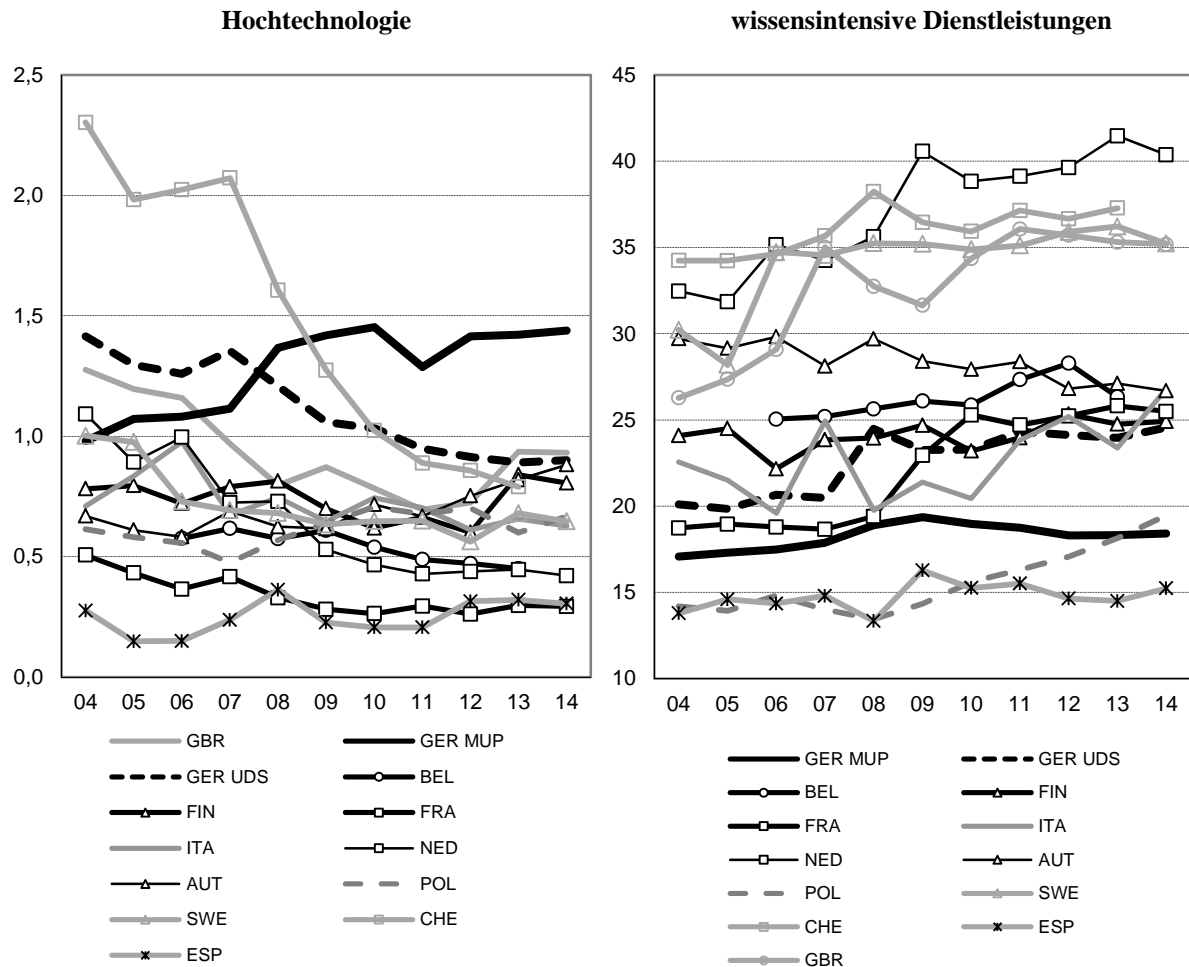 Hochtechnologie
wissensintensive Dienstleistungen
2,5
2,0
1,5
1,0
0,5
0,0
04 05 06 07 08 09 10 11 12 13 14
GBR GER MUP
GER UDS BEL
FIN FRA
ITA NED
AUT POL
SWE CHE
ESP
45
40
35
30
25
20
15
10
04 05 06 07 08 09 10 11 12 13 14
GER MUP GER UDS
BEL FIN
FRA ITA
NED AUT
POL SWE
CHE ESP
GBR